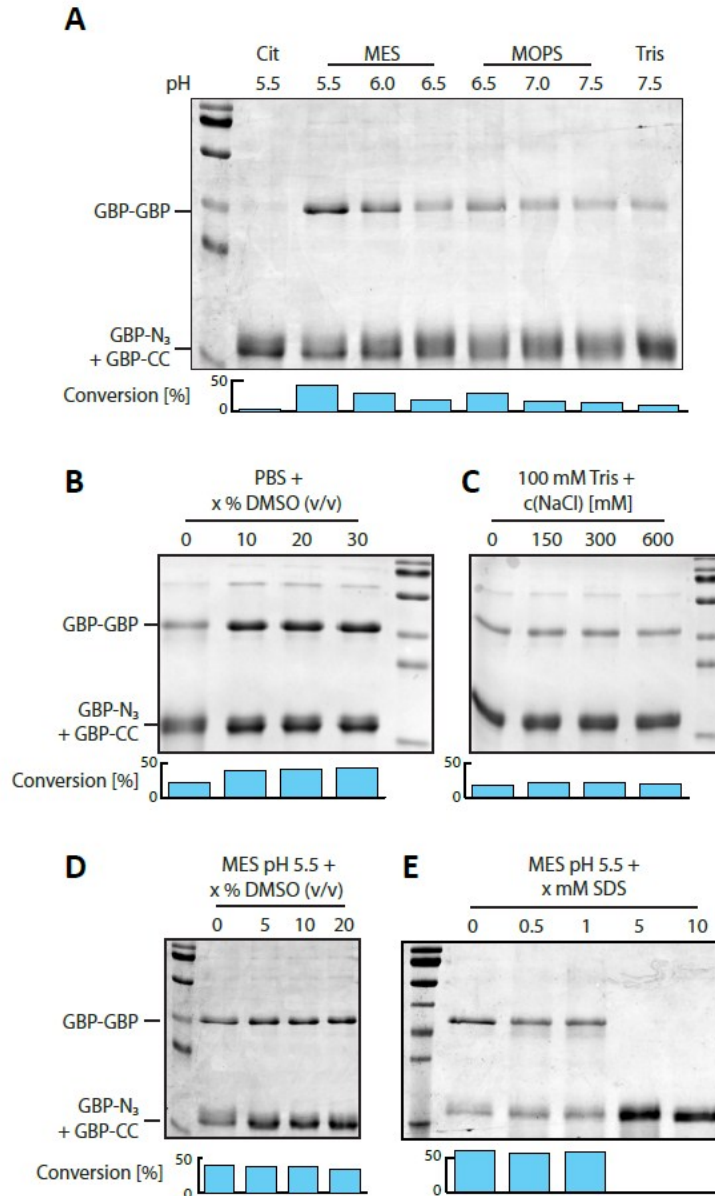 A
Cit MES MOPS Tris
pH 5.5 5.5 6.0 6.5 6.5 7.0 7.5 7.5
GBP-GBP
GBP-N₃
+ GBP-CC
50
Conversion [%]
0
B
PBS +
x % DMSO (v/v)
0 10 20 30
GBP-GBP
GBP-N₃
+ GBP-CC
50
Conversion [%]
0
C
100 mM Tris +
c(NaCl) [mM]
0 150 300 600
50
0
D
MES pH 5.5 +
x % DMSO (v/v)
0 5 10 20
GBP-GBP
GBP-N₃
+ GBP-CC
50
Conversion [%]
0
E
MES pH 5.5 +
x mM SDS
0 0.5 1 5 10
50
0